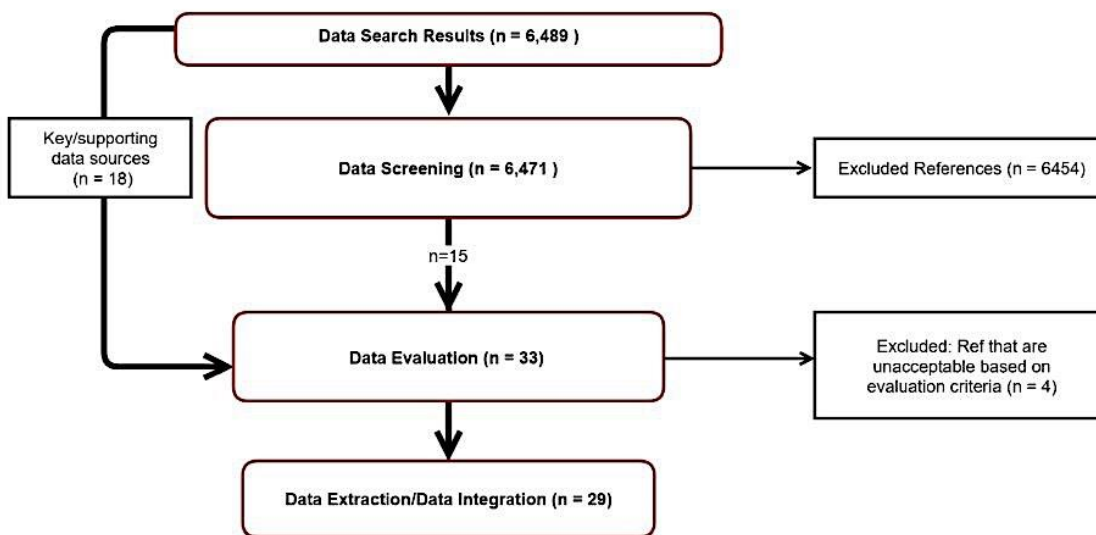 Data Search Results (n = 6,489 )
Key/supporting
data sources
(n = 18)
Data Screening (n = 6,471 )
Excluded References (n = 6454)
n=15
Data Evaluation (n = 33)
Excluded: Ref that are
unacceptable based on
evaluation criteria (n = 4)
Data Extraction/Data Integration (n = 29)